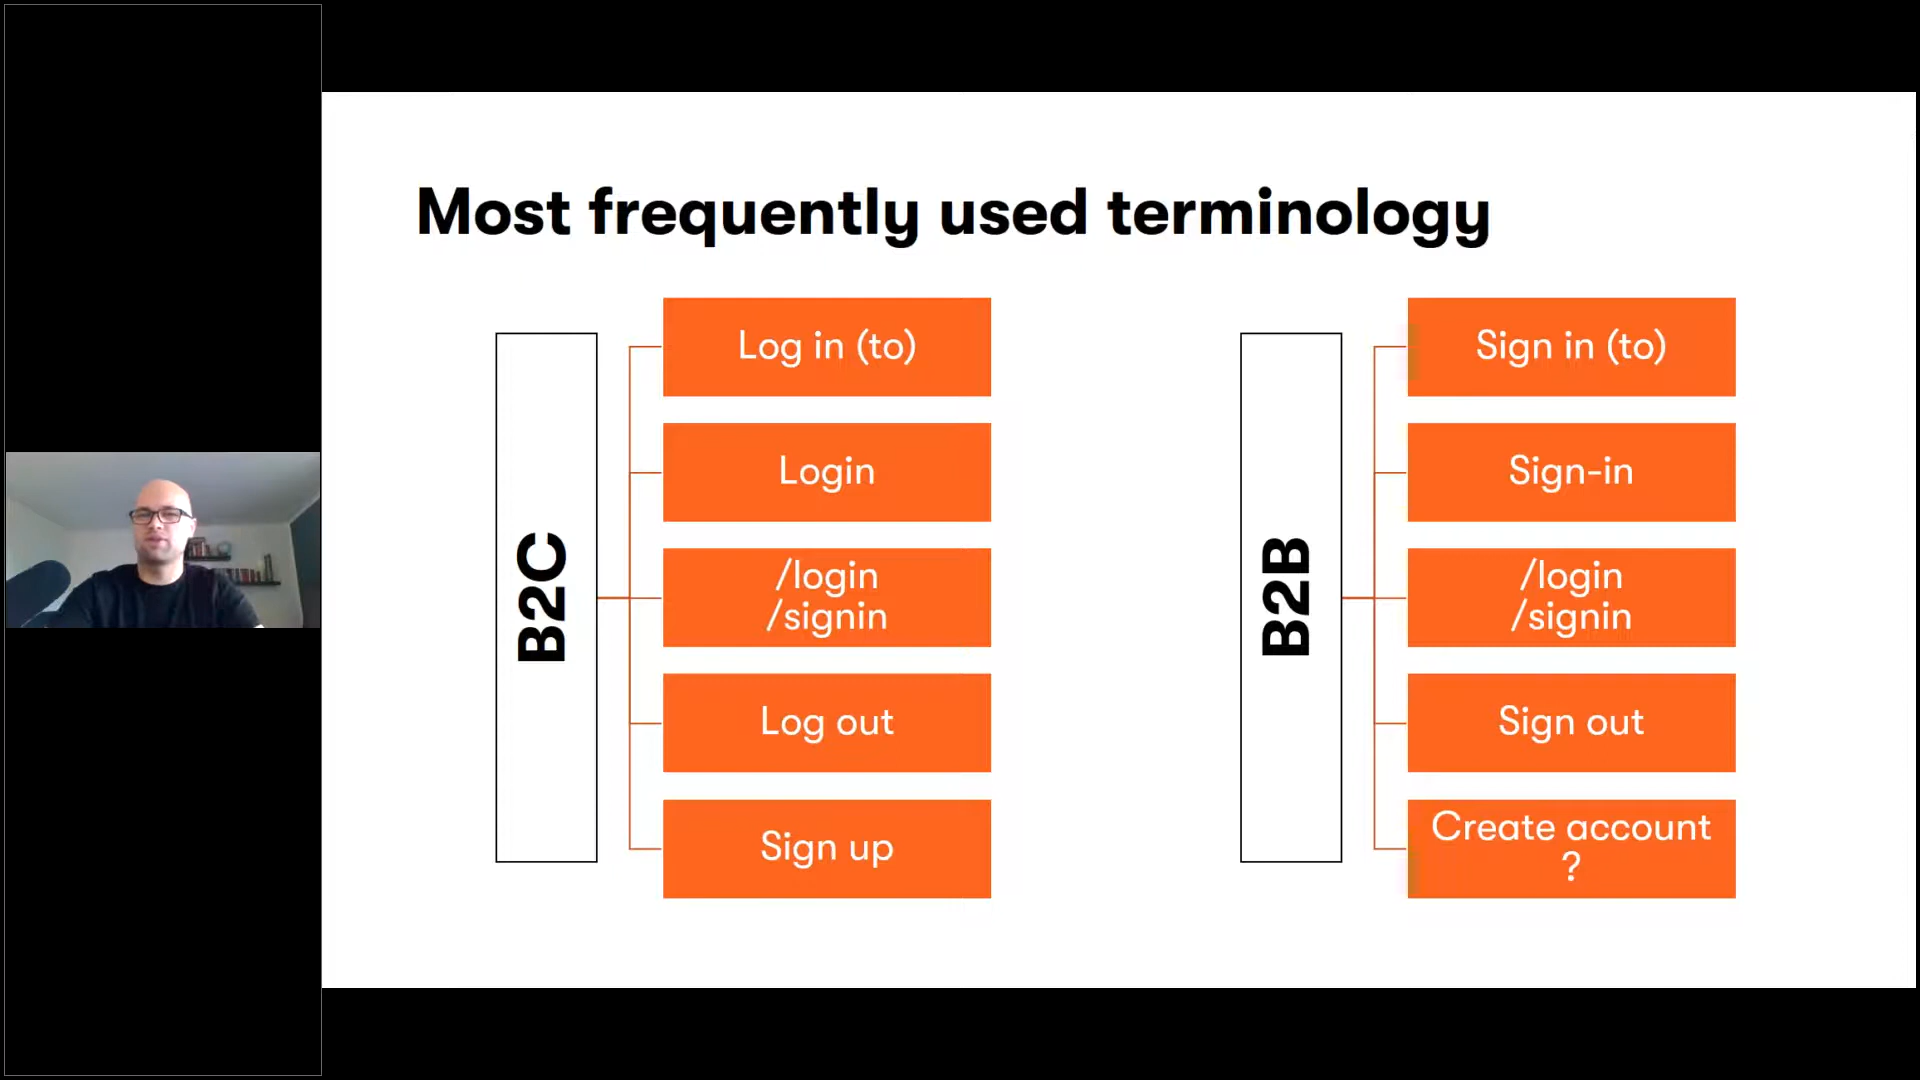 Most frequently used terminology
B2C
Log in (to)
Login
/login
/signin
Log out
Sign up
B2B
Sign in (to)
Sign-in
/login
/signin
Sign out
Create account
?